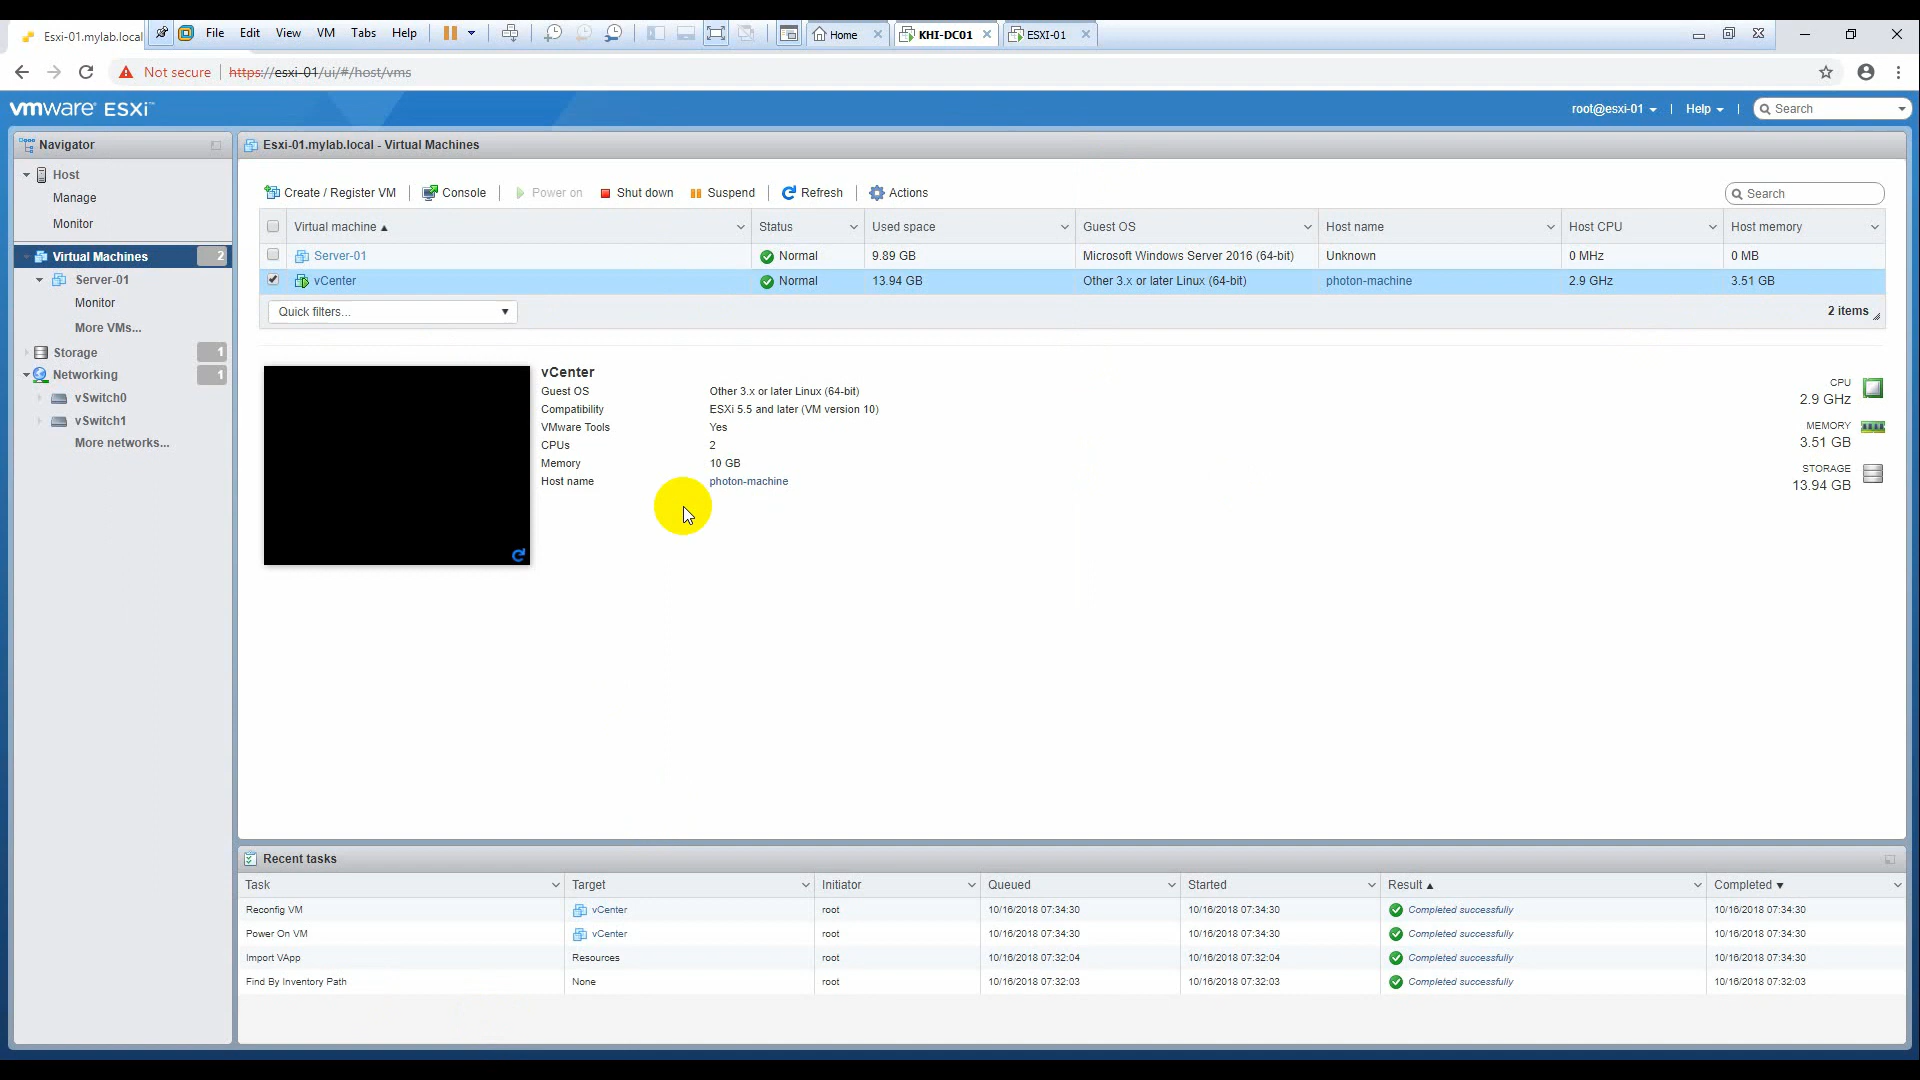 Esxi-01.mylab.local
File Edit View VM Tabs Help
Home
KHI-DC01
ESXI-01
Not secure
https://esxi-01/ui/#/host/vms
vmware ESXi
root@esxi-01
Help
Search
Navigator
Host
Manage
Monitor
Virtual Machines 2
Server-01
Monitor
More VMs...
Storage 1
Networking 1
vSwitch0
vSwitch1
More networks...
Esxi-01.mylab.local - Virtual Machines
Create / Register VM Console Power on Shut down Suspend Refresh Actions
Search
Virtual machine Status Used space Guest OS Host name Host CPU Host memory
Server-01 Normal 9.89 GB Microsoft Windows Server 2016 (64-bit) Unknown 0 MHz 0 MB
vCenter Normal 13.94 GB Other 3.x or later Linux (64-bit) photon-machine 2.9 GHz 3.51 GB
Quick filters...
2 items
vCenter
Guest OS Other 3.x or later Linux (64-bit)
Compatibility ESXi 5.5 and later (VM version 10)
VMware Tools Yes
CPUs 2
Memory 10 GB
Host name photon-machine
CPU
2.9 GHz
MEMORY
3.51 GB
STORAGE
13.94 GB
Recent tasks
Task Target Initiator Queued Started Result Completed
Reconfig VM vCenter root 10/16/2018 07:34:30 10/16/2018 07:34:30 Completed successfully 10/16/2018 07:34:30
Power On VM vCenter root 10/16/2018 07:34:30 10/16/2018 07:34:30 Completed successfully 10/16/2018 07:34:30
Import VApp Resources root 10/16/2018 07:32:04 10/16/2018 07:32:04 Completed successfully 10/16/2018 07:34:30
Find By Inventory Path None root 10/16/2018 07:32:03 10/16/2018 07:32:03 Completed successfully 10/16/2018 07:32:03